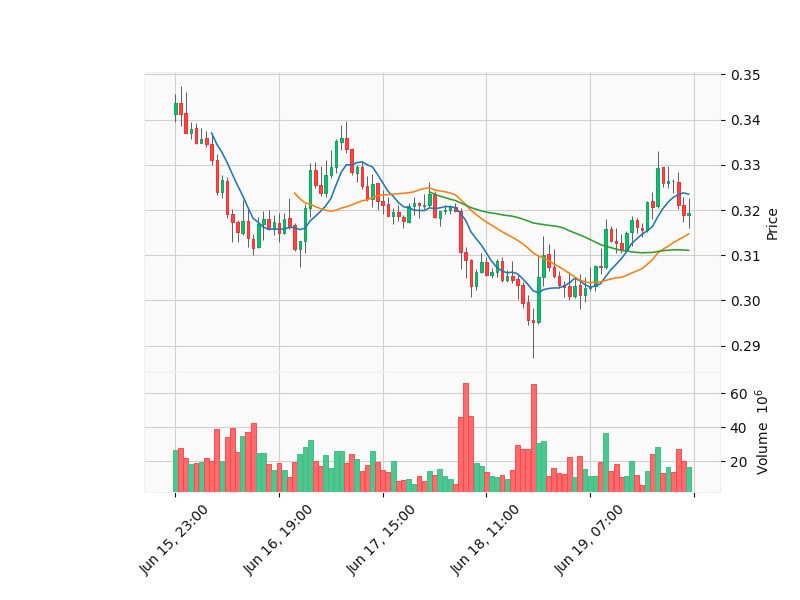 0.35
0.34
0.33
0.32
0.31
0.30
0.29
Price
60
40
20
Volume 10^6
Jun 15, 23:00
Jun 16, 19:00
Jun 17, 15:00
Jun 18, 11:00
Jun 19, 07:00